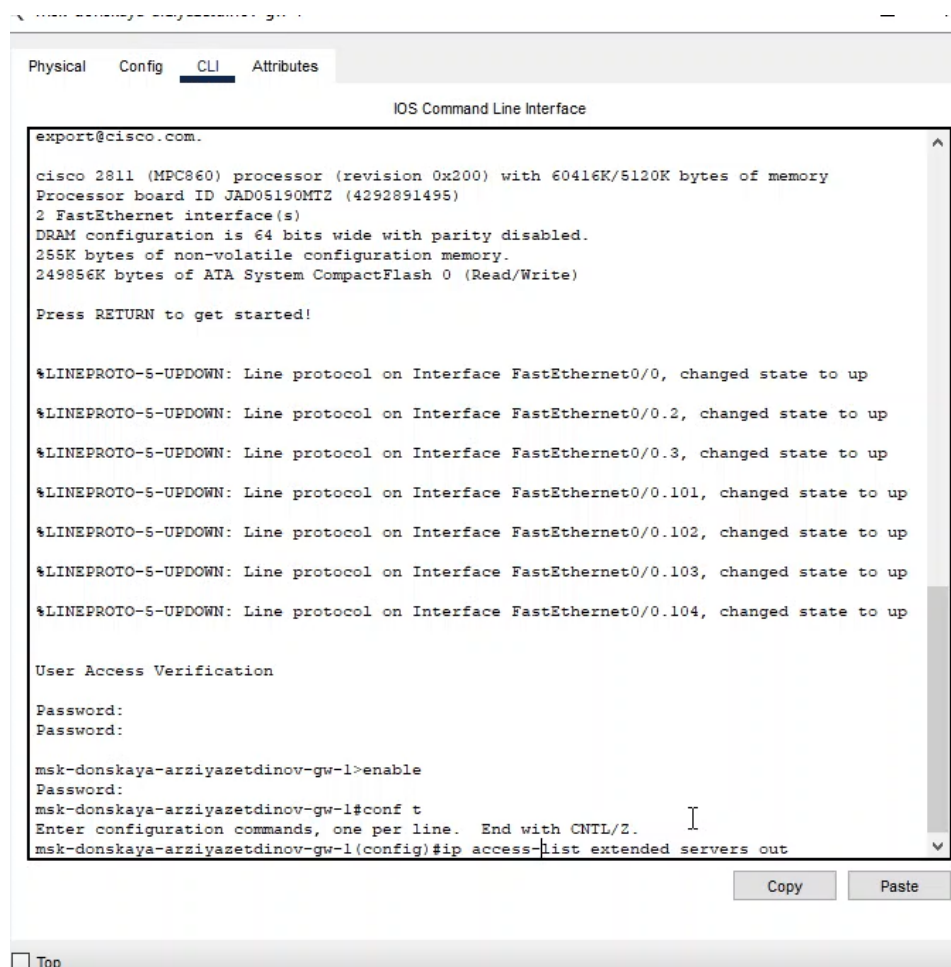 Physical Config CLI Attributes
IOS Command Line Interface
export@cisco.com.
cisco 2811 (MPC860) processor (revision 0x200) with 60416K/5120K bytes of memory
Processor board ID JAD05190MTZ (4292891495)
2 FastEthernet interface(s)
DRAM configuration is 64 bits wide with parity disabled.
255K bytes of non-volatile configuration memory.
249856K bytes of ATA System CompactFlash 0 (Read/Write)
Press RETURN to get started!
%LINEPROTO-5-UPDOWN: Line protocol on Interface FastEthernet0/0, changed state to up
%LINEPROTO-5-UPDOWN: Line protocol on Interface FastEthernet0/0.2, changed state to up
%LINEPROTO-5-UPDOWN: Line protocol on Interface FastEthernet0/0.3, changed state to up
%LINEPROTO-5-UPDOWN: Line protocol on Interface FastEthernet0/0.101, changed state to up
%LINEPROTO-5-UPDOWN: Line protocol on Interface FastEthernet0/0.102, changed state to up
%LINEPROTO-5-UPDOWN: Line protocol on Interface FastEthernet0/0.103, changed state to up
%LINEPROTO-5-UPDOWN: Line protocol on Interface FastEthernet0/0.104, changed state to up
User Access Verification
Password:
Password:
msk-donskaya-arziyazetdinov-gw-1>enable
Password:
msk-donskaya-arziyazetdinov-gw-1#conf t
Enter configuration commands, one per line. End with CNTL/Z.
msk-donskaya-arziyazetdinov-gw-1(config)#ip access-list extended servers out
Copy Paste
Top